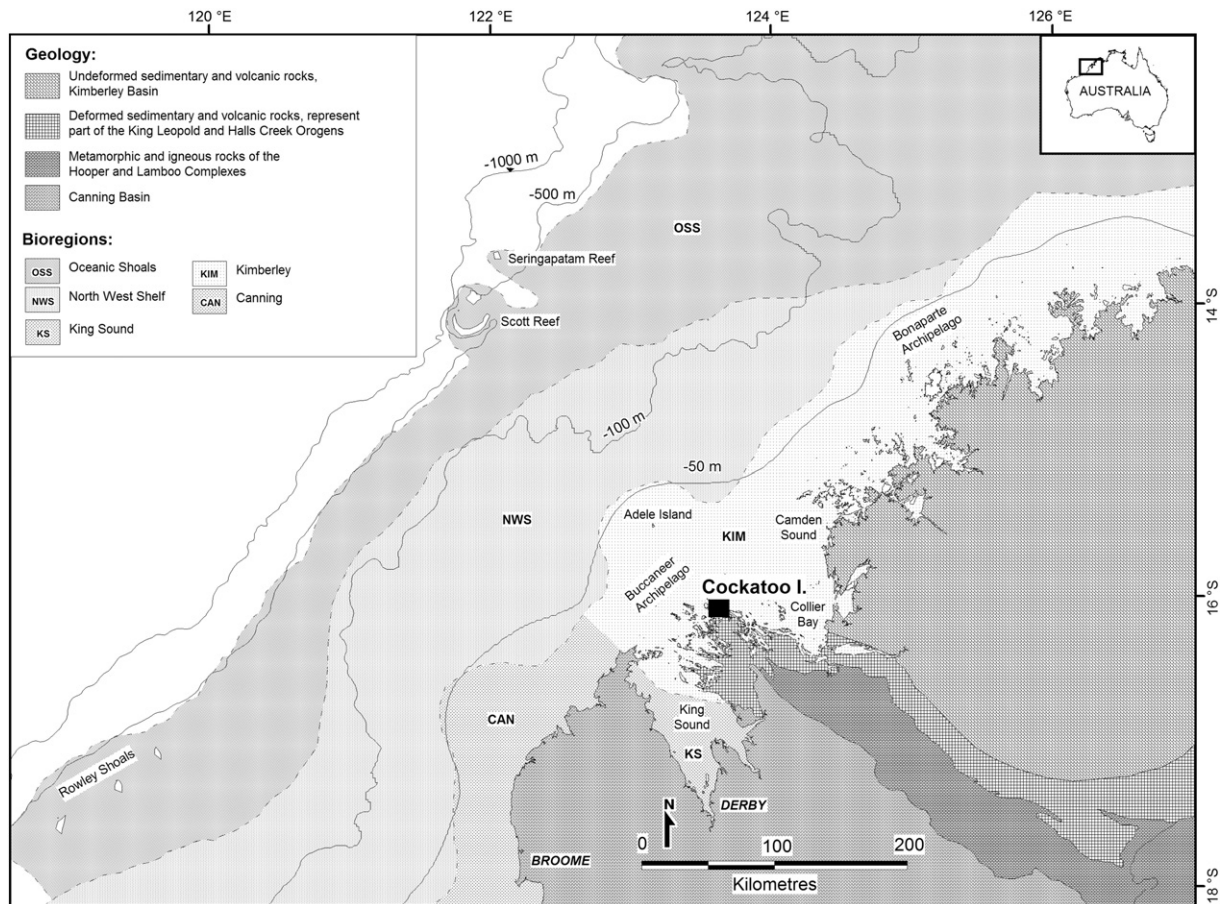 120 °E
122 °E
124 °E
126 °E
Geology:
Undeformed sedimentary and volcanic rocks,
Kimberley Basin
Deformed sedimentary and volcanic rocks, represent
part of the King Leopold and Halls Creek Orogens
Metamorphic and igneous rocks of the
Hooper and Lamboo Complexes
Canning Basin
Bioregions:
OSS Oceanic Shoals
KIM Kimberley
NWS North West Shelf
CAN Canning
KS King Sound
AUSTRALIA
-1000 m
-500 m
OSS
Seringapatam Reef
Scott Reef
14°S
Bonaparte
Archipelago
-100 m
-50 m
NWS
Adele Island
KIM
Camden
Sound
Buccaneer
Archipelago
Cockatoo I.
Collier
Bay
16°S
CAN
King
Sound
KS
Rowley Shoals
N
DERBY
0 100 200
Kilometres
BROOME
18°S